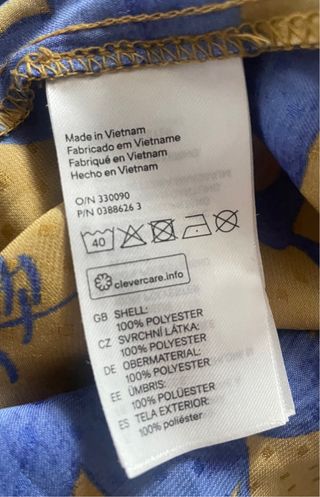 Made in Vietnam
Fabricado em Vietname
Fabriqué en Vietnam
Hecho en Vietnam
O/N 330090
P/N 0388626 3
40
clevercare.info
GB SHELL:
100% POLYESTER
CZ SVRCHNÍ LÁTKA:
100% POLYESTER
DE OBERMATERIAL:
100% POLYESTER
EE ÜMBRIS:
100% POLÜESTER
ES TELA EXTERIOR:
100% poliéster